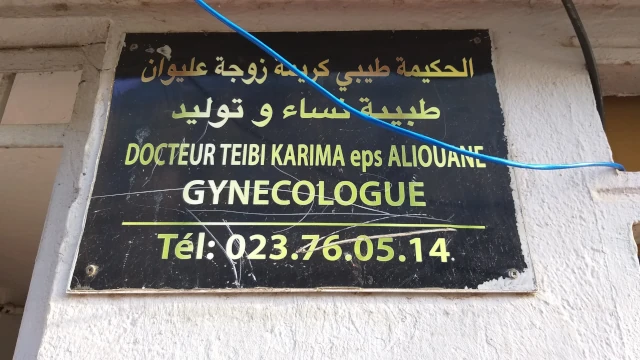 الحكيمة طيبي كريمة زوجة عليوان
طبيبة نساء و توليد
DOCTEUR TEIBI KARIMA eps ALIOUANE
GYNECOLOGUE
Tél: 023.76.05.14